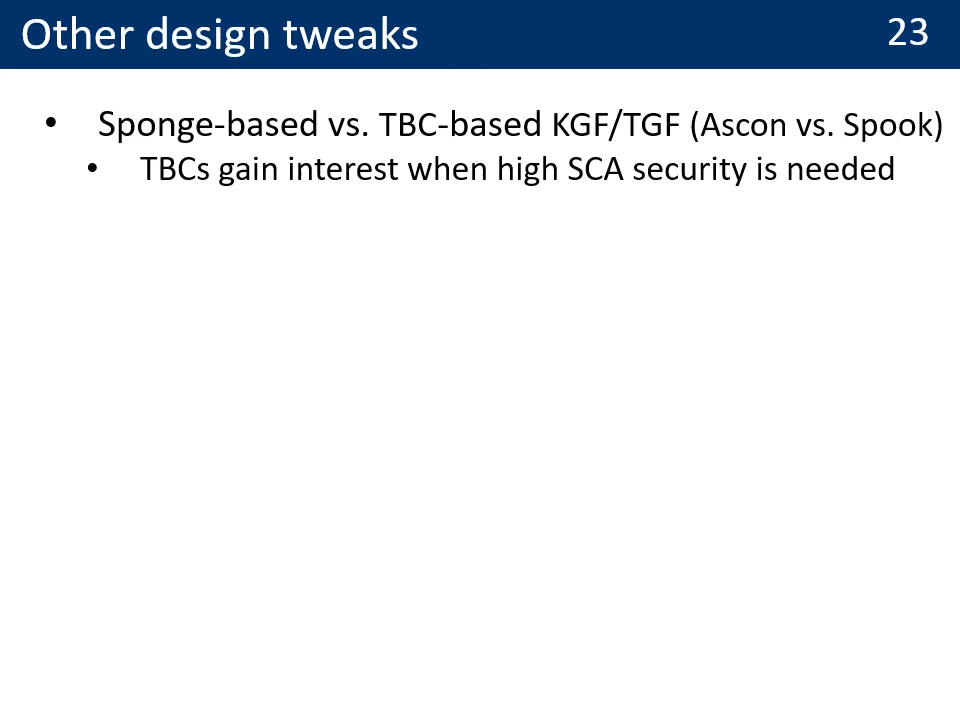 Other design tweaks
23
• Sponge-based vs. TBC-based KGF/TGF (Ascon vs. Spook)
• TBCs gain interest when high SCA security is needed